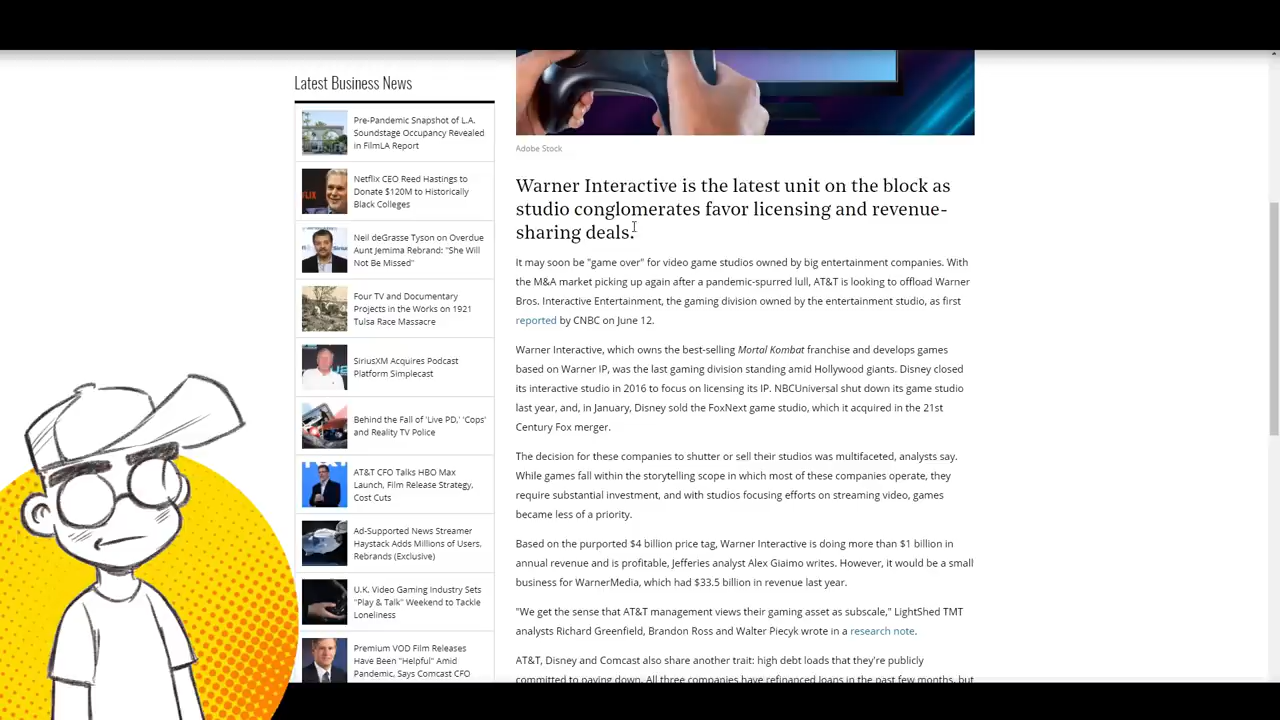 Latest Business News
Pre-Pandemic Snapshot of L.A.
Soundstage Occupancy Revealed
in FilmLA Report
Netflix CEO Reed Hastings to
Donate $120M to Historically
Black Colleges
Neil deGrasse Tyson on Overdue
Aunt Jemima Rebrand: "She Will
Not Be Missed"
Four TV and Documentary
Projects in the Works on 1921
Tulsa Race Massacre
SiriusXM Acquires Podcast
Platform Simplecast
Behind the Fall of 'Live PD,' 'Cops'
and Reality TV Police
AT&T CFO Talks HBO Max
Launch, Film Release Strategy,
Cost Cuts
Ad-Supported News Streamer
Haystack Adds Millions of Users,
Rebrands (Exclusive)
U.K. Video Gaming Industry Sets
"Play & Talk" Weekend to Tackle
Loneliness
Premium VOD Film Releases
Have Been "Helpful" Amid
Pandemic, Says Comcast CFO
Adobe Stock
Warner Interactive is the latest unit on the block as
studio conglomerates favor licensing and revenue-
sharing deals.
It may soon be "game over" for video game studios owned by big entertainment companies. With
the M&A market picking up again after a pandemic-spurred lull, AT&T is looking to offload Warner
Bros. Interactive Entertainment, the gaming division owned by the entertainment studio, as first
reported by CNBC on June 12.
Warner Interactive, which owns the best-selling Mortal Kombat franchise and develops games
based on Warner IP, was the last gaming division standing amid Hollywood giants. Disney closed
its interactive studio in 2016 to focus on licensing its IP. NBCUniversal shut down its game studio
last year, and, in January, Disney sold the FoxNext game studio, which it acquired in the 21st
Century Fox merger.
The decision for these companies to shutter or sell their studios was multifaceted, analysts say.
While games fall within the storytelling scope in which most of these companies operate, they
require substantial investment, and with studios focusing efforts on streaming video, games
became less of a priority.
Based on the purported $4 billion price tag, Warner Interactive is doing more than $1 billion in
annual revenue and is profitable, Jefferies analyst Alex Giaimo writes. However, it would be a small
business for WarnerMedia, which had $33.5 billion in revenue last year.
"We get the sense that AT&T management views their gaming asset as subscale," LightShed TMT
analysts Richard Greenfield, Brandon Ross and Walter Piecyk wrote in a research note.
AT&T, Disney and Comcast also share another trait: high debt loads that they're publicly
committed to paying down. All three companies have refinanced loans in the past few months, but